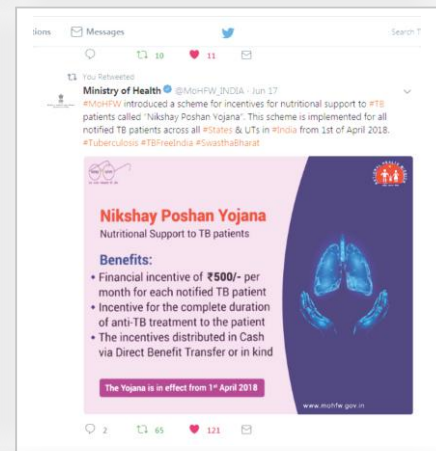 Messages
Search T
10 11
You Retweeted
Ministry of Health @MoHFW_INDIA · Jun 17
#MoHFW introduced a scheme for incentives for nutritional support to #TB
patients called "Nikshay Poshan Yojana". This scheme is implemented for all
notified TB patients across all #States & UTs in #India from 1st of April 2018.
#Tuberculosis #TBFreeIndia #SwasthaBharat
Nikshay Poshan Yojana
Nutritional Support to TB patients
Benefits:
• Financial incentive of ₹500/- per
month for each notified TB patient
• Incentive for the complete duration
of anti-TB treatment to the patient
• The incentives distributed in Cash
via Direct Benefit Transfer or in kind
The Yojana is in effect from 1st April 2018
www.mohfw.gov.in
2 65 121